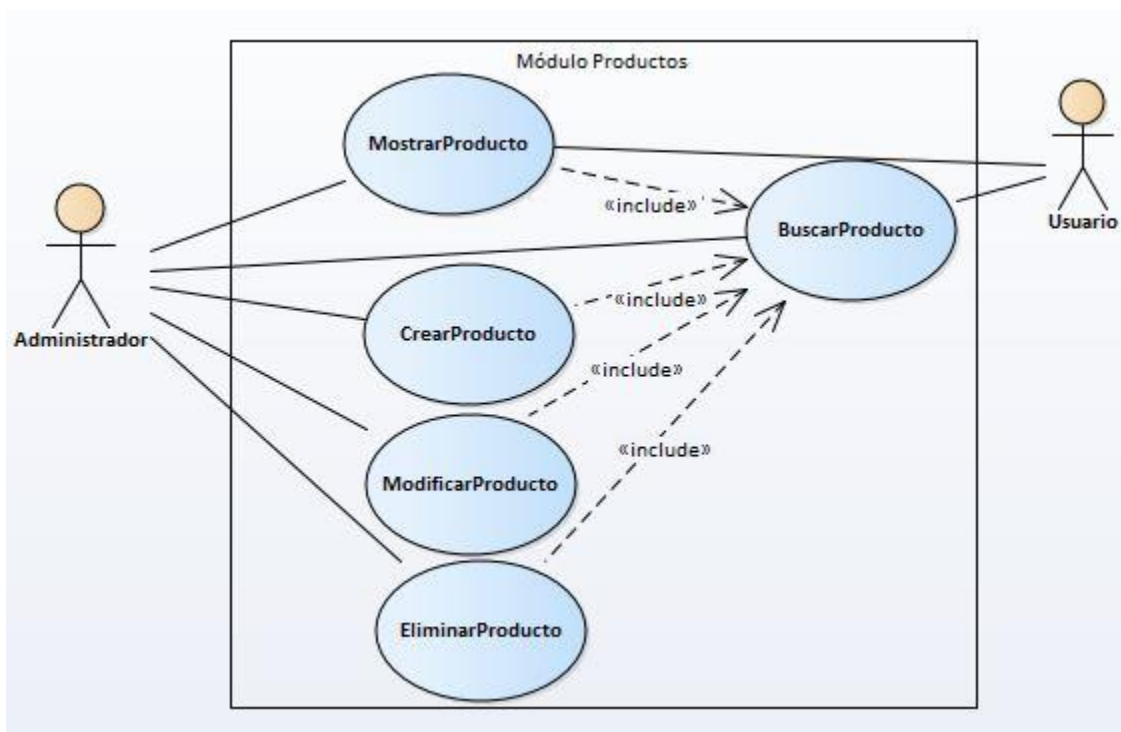 Módulo Productos
MostrarProducto
«include»
BuscarProducto
Usuario
Administrador
CrearProducto
«include»
«include»
ModificarProducto
«include»
EliminarProducto